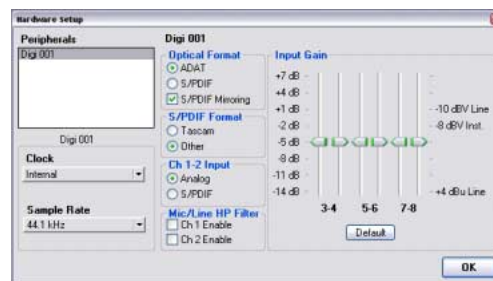 Hardware Setup
Peripherals
Digi 001
Digi 001
Clock
Internal
Sample Rate
44.1 kHz
Digi 001
Optical Format
ADAT
S/PDIF
S/PDIF Mirroring
S/PDIF Format
Tascam
Other
Ch 1-2 Input
Analog
S/PDIF
Mic/Line HP Filter
Ch 1 Enable
Ch 2 Enable
Input Gain
+7 dB
+4 dB
+1 dB
-2 dB
-5 dB
-8 dB
-11 dB
-14 dB
-10 dBV Line
-8 dBV Inst.
+4 dBu Line
3-4 5-6 7-8
Default
OK